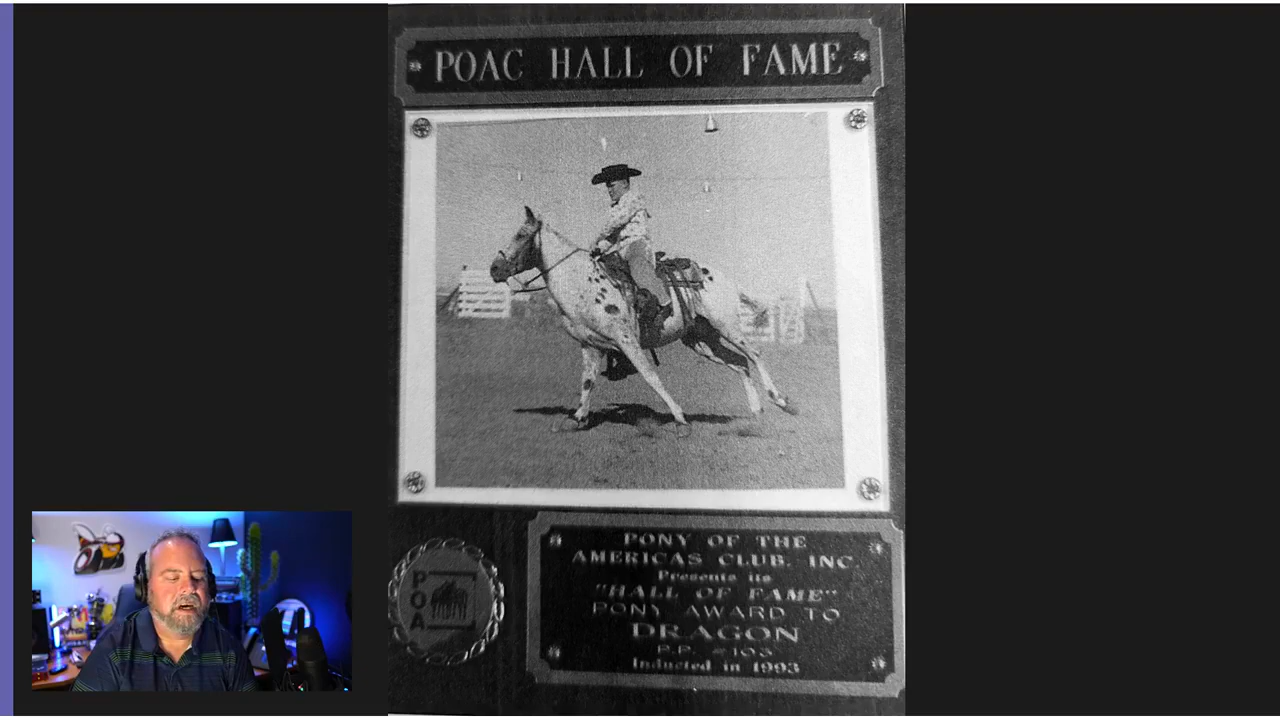 POAC HALL OF FAME
POA
PONY OF THE
AMERICAS CLUB, INC.
Presents its
"HALL OF FAME"
PONY AWARD TO
DRAGON
P.P. #103
Inducted in 1993